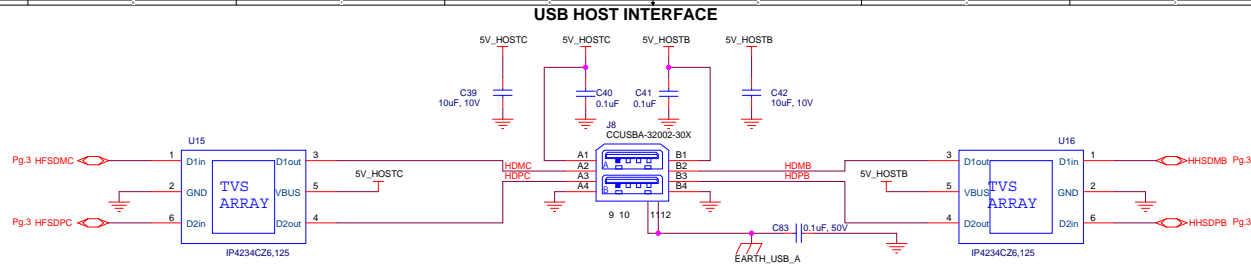 USB HOST INTERFACE
5V_HOSTC 5V_HOSTC 5V_HOSTB 5V_HOSTB
C39
10uF, 10V
C40
0.1uF
C41
0.1uF
C42
10uF, 10V
J8
CCUSBA-32002-30X
U15
Pg.3 HFSDMC
1 D1in D1out 3
2 GND VBUS 5
6 D2in D2out 4
TVS
ARRAY
Pg.3 HFSDPC
IP4234CZ6,125
5V_HOSTC
HDMC
HDPC
A1
A2
A3
A4
A
B
B1
B2
B3
B4
9 10 1112
HDMB
HDPB
C83 0.1uF, 50V
EARTH_USB_A
5V_HOSTB
U16
3 D1out D1in 1
5 VBUS GND 2
4 D2out D2in 6
TVS
ARRAY
HHSDMB Pg.3
HHSDPB Pg.3
IP4234CZ6,125